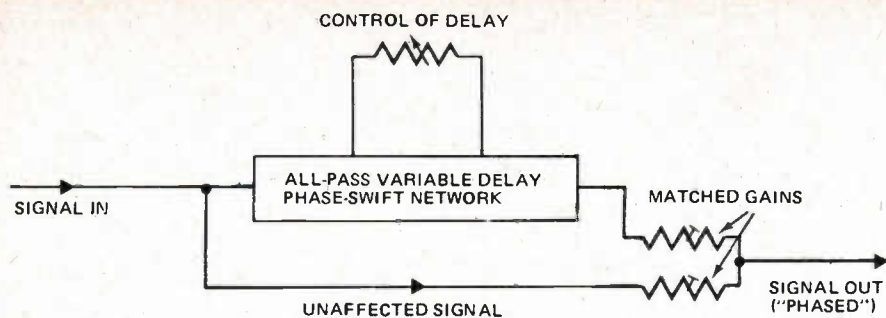 CONTROL OF DELAY
ALL-PASS VARIABLE DELAY
PHASE-SWIFT NETWORK
SIGNAL IN
MATCHED GAINS
UNAFFECTED SIGNAL
SIGNAL OUT
("PHASED")